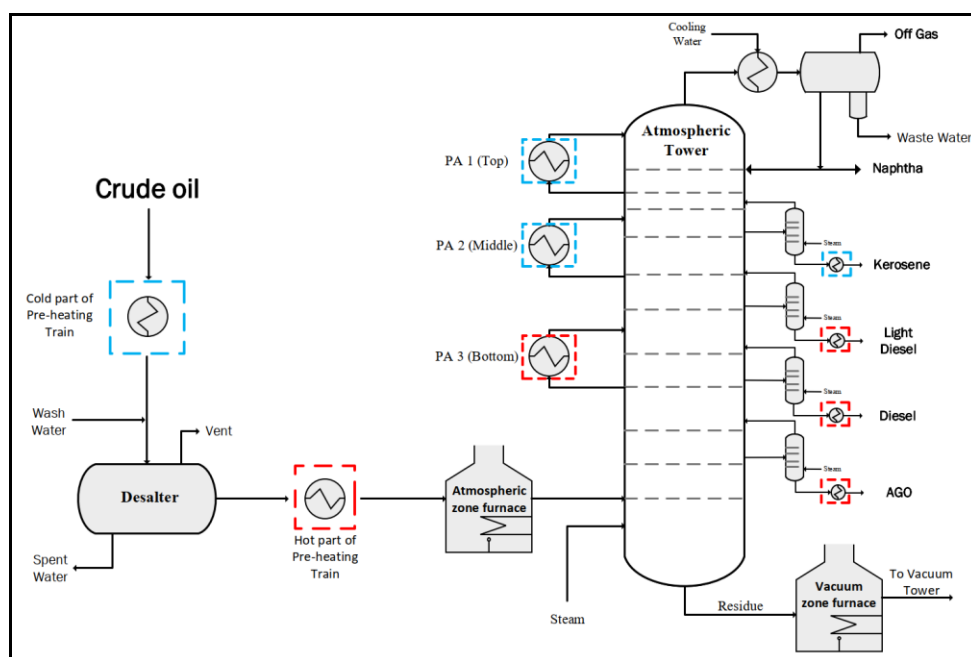 Cooling
Water
Off Gas
Waste Water
Atmospheric
Tower
Naphtha
PA 1 (Top)
Crude oil
PA 2 (Middle)
Steam
Kerosene
Cold part of
Pre-heating
Train
Steam
Light
Diesel
PA 3 (Bottom)
Steam
Diesel
Wash
Water
Vent
Desalter
Atmospheric
zone furnace
Steam
AGO
Hot part of
Pre-heating
Train
Spent
Water
Steam
Residue
Vacuum
zone furnace
To Vacuum
Tower